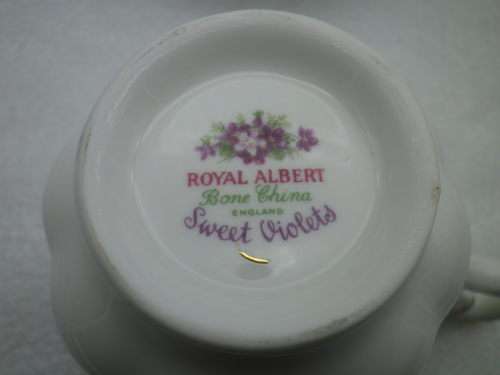 ROYAL ALBERT
Bone China
ENGLAND
Sweet Violets